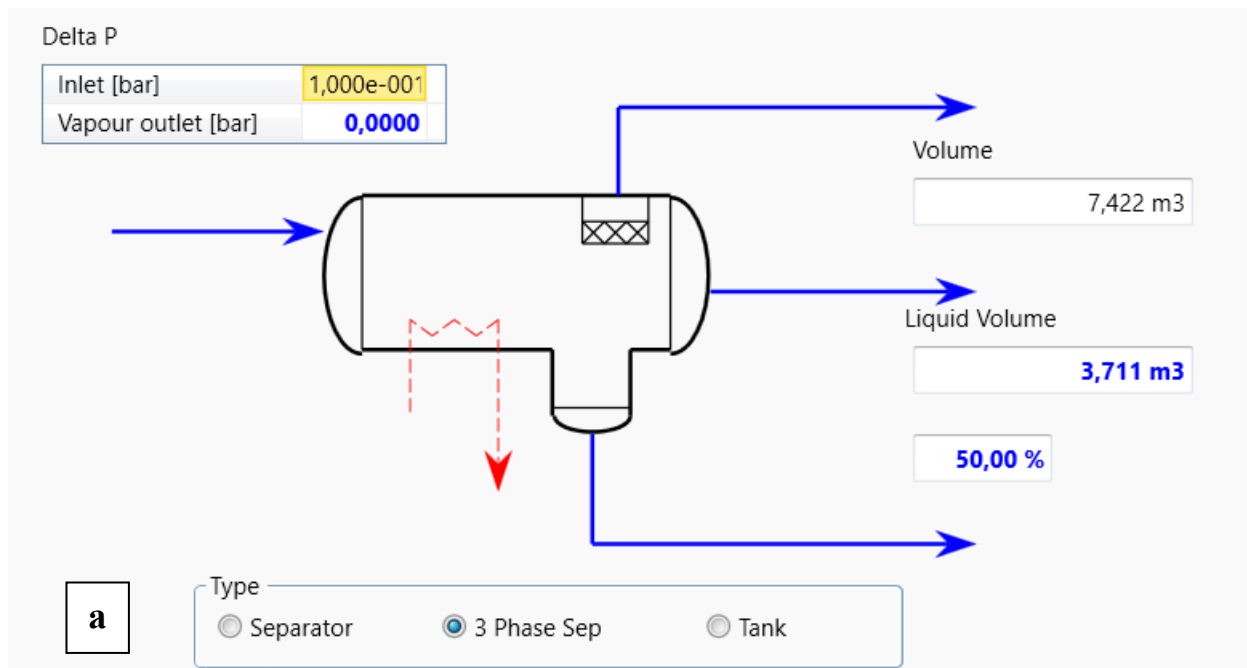 Delta P
Inlet [bar] 1,000e-001
Vapour outlet [bar] 0,0000
Volume
7,422 m3
Liquid Volume
3,711 m3
50,00 %
a
Type
Separator 3 Phase Sep Tank